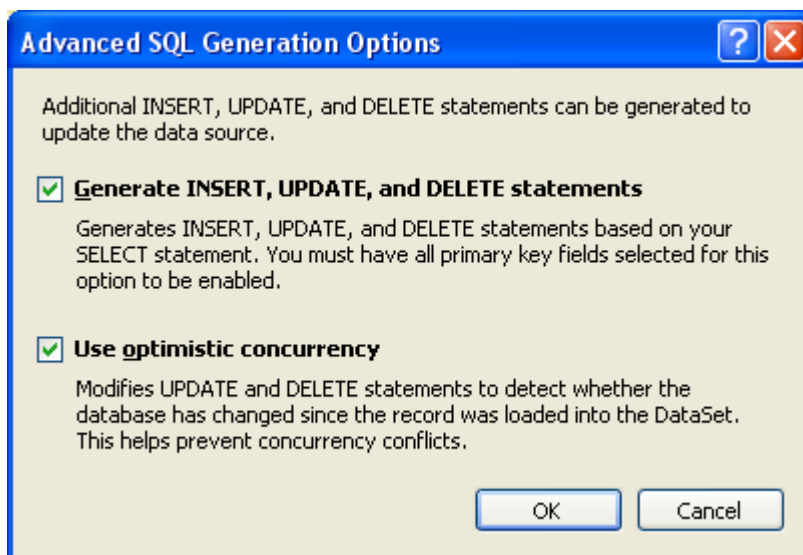 Advanced SQL Generation Options
Additional INSERT, UPDATE, and DELETE statements can be generated to
update the data source.
Generate INSERT, UPDATE, and DELETE statements
Generates INSERT, UPDATE, and DELETE statements based on your
SELECT statement. You must have all primary key fields selected for this
option to be enabled.
Use optimistic concurrency
Modifies UPDATE and DELETE statements to detect whether the
database has changed since the record was loaded into the DataSet.
This helps prevent concurrency conflicts.
OK Cancel